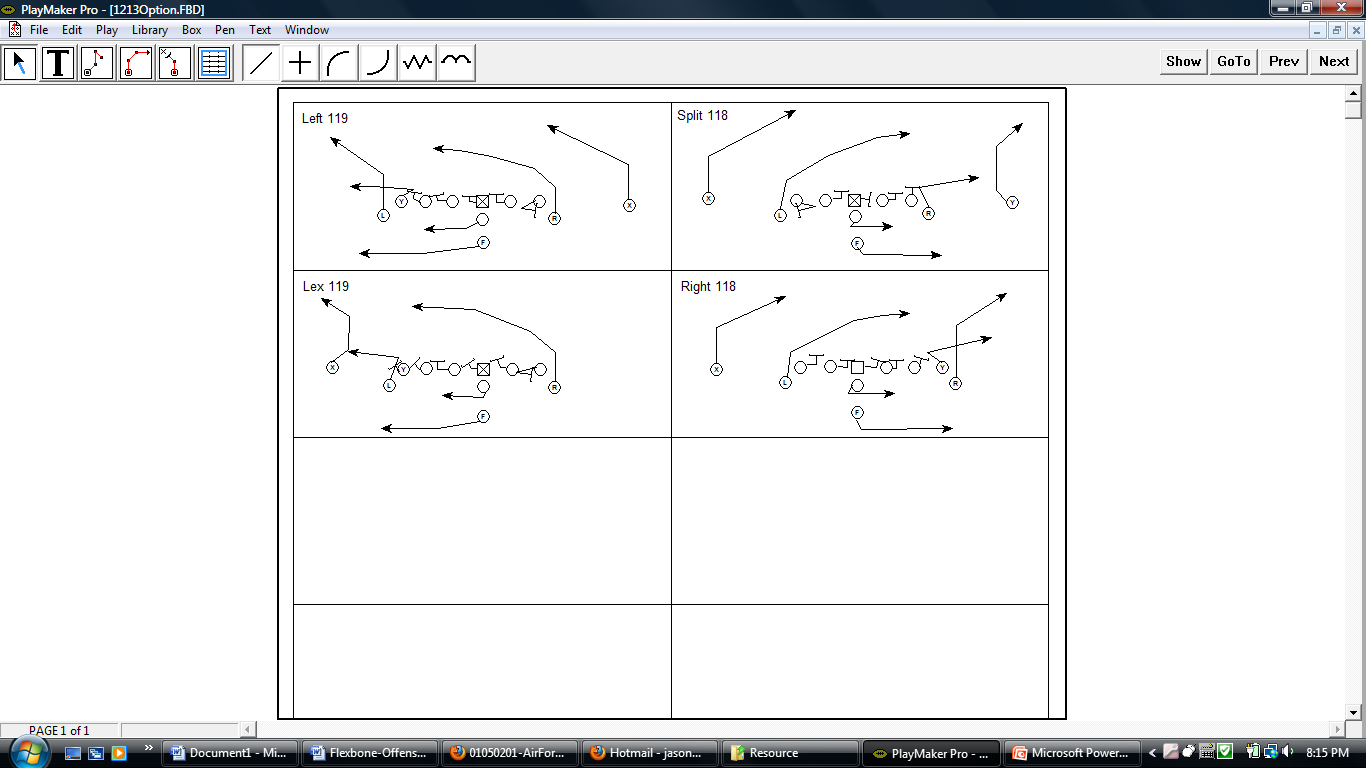 PlayMaker Pro - [1213Option.FBD]
File Edit Play Library Box Pen Text Window
T
Show GoTo Prev Next
Left 119
L Y F R X
Split 118
X L F R Y
Lex 119
X L Y F R
Right 118
X L F Y R
PAGE 1 of 1
Document1 - Mi... Flexbone-Offens... 01050201-AirFor... Hotmail - jason... Resource PlayMaker Pro - ... Microsoft Power... 8:15 PM